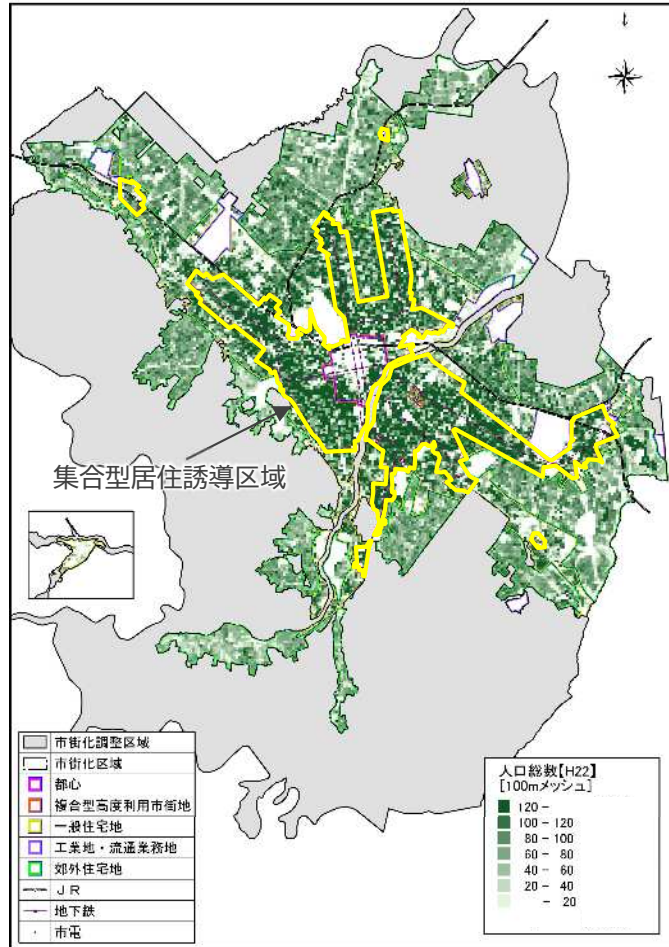 集合型居住誘導区域
市街化調整区域
市街化区域
都心
複合型高度利用市街地
一般住宅地
工業地・流通業務地
郊外住宅地
JR
地下鉄
市電
人口総数【H22】
[100mメッシュ]
120 -
100 - 120
80 - 100
60 - 80
40 - 60
20 - 40
- 20